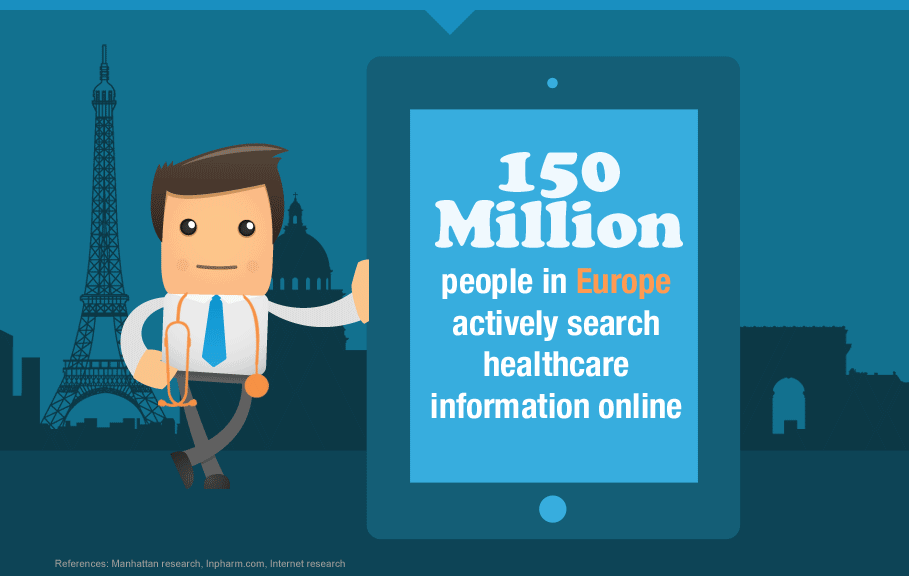 150
Million
people in Europe
actively search
healthcare
information online
References: Manhattan research, Inpharm.com, Internet research